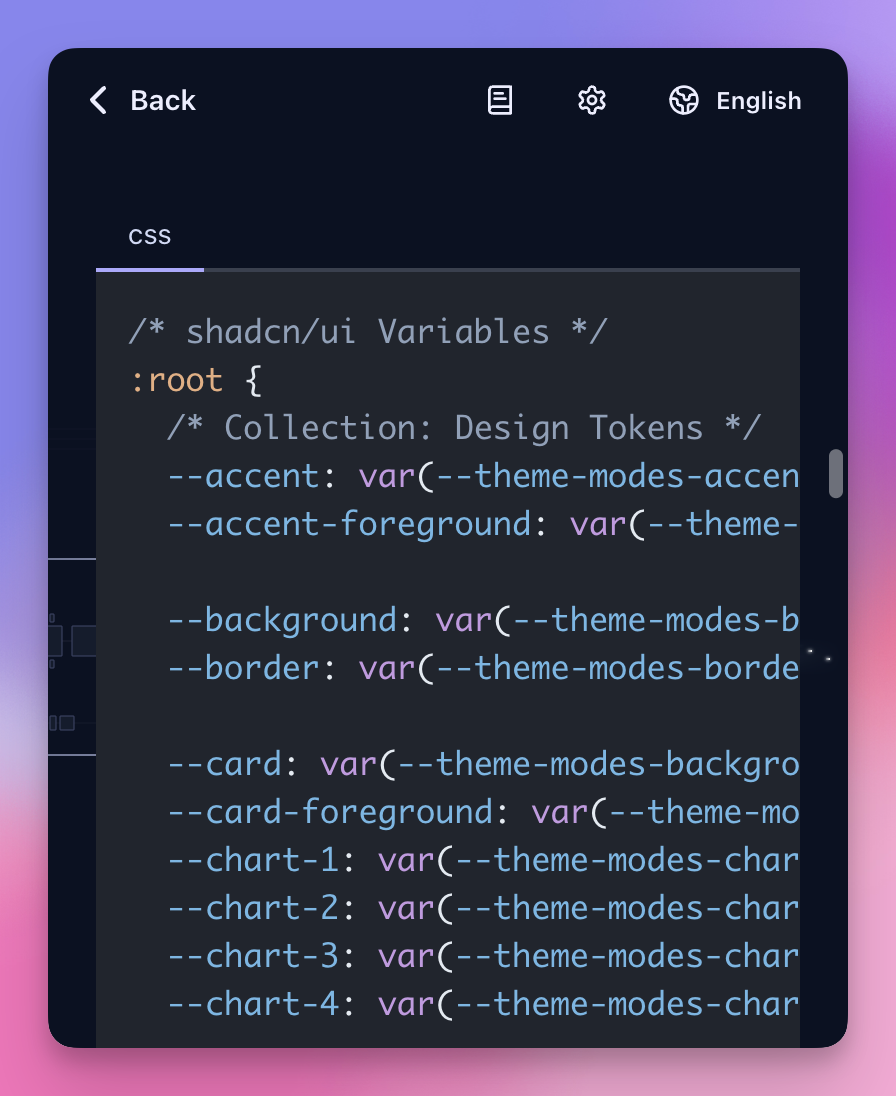 Back
English
css
/* shadcn/ui Variables */
:root {
/* Collection: Design Tokens */
--accent: var(--theme-modes-accen
--accent-foreground: var(--theme-
--background: var(--theme-modes-b
--border: var(--theme-modes-borde
--card: var(--theme-modes-backgro
--card-foreground: var(--theme-mo
--chart-1: var(--theme-modes-char
--chart-2: var(--theme-modes-char
--chart-3: var(--theme-modes-char
--chart-4: var(--theme-modes-char